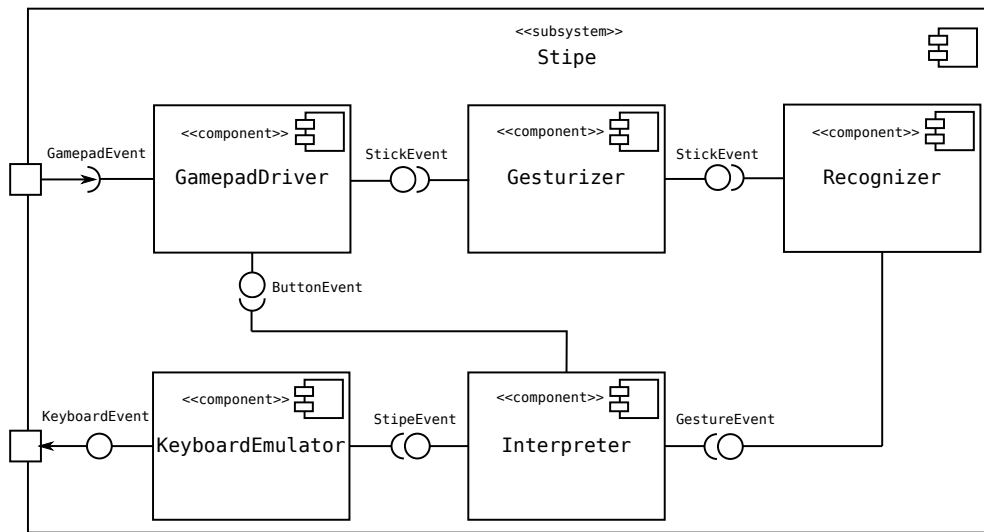 <<subsystem>>
Stipe
GamepadEvent
<<component>>
GamepadDriver
StickEvent
<<component>>
Gesturizer
StickEvent
<<component>>
Recognizer
ButtonEvent
KeyboardEvent
<<component>>
KeyboardEmulator
StipeEvent
<<component>>
Interpreter
GestureEvent